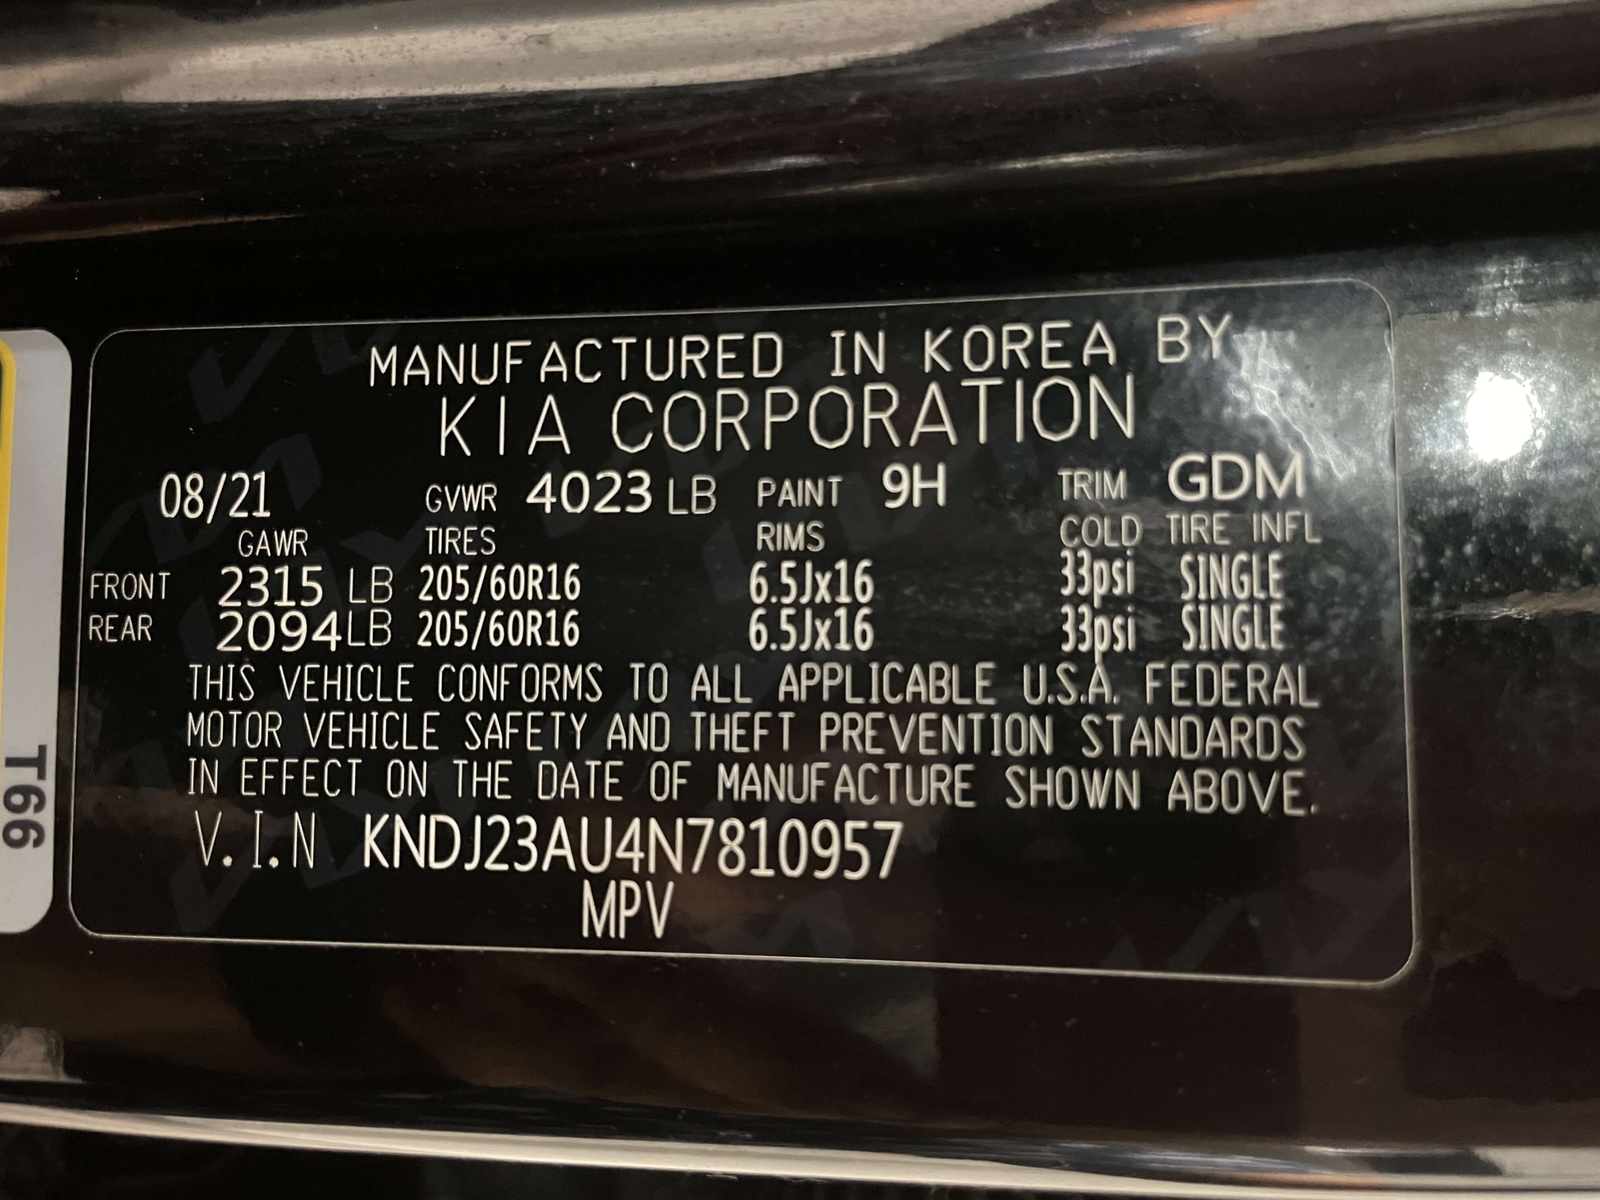 MANUFACTURED IN KOREA BY
KIA CORPORATION
08/21 GVWR 4023 LB PAINT 9H TRIM GDM
GAWR TIRES RIMS COLD TIRE INFL
FRONT 2315 LB 205/60R16 6.5Jx16 33psi SINGLE
REAR 2094LB 205/60R16 6.5Jx16 33psi SINGLE
THIS VEHICLE CONFORMS TO ALL APPLICABLE U.S.A. FEDERAL
MOTOR VEHICLE SAFETY AND THEFT PREVENTION STANDARDS
IN EFFECT ON THE DATE OF MANUFACTURE SHOWN ABOVE.
V.I.N KNDJ23AU4N7810957
MPV
T66